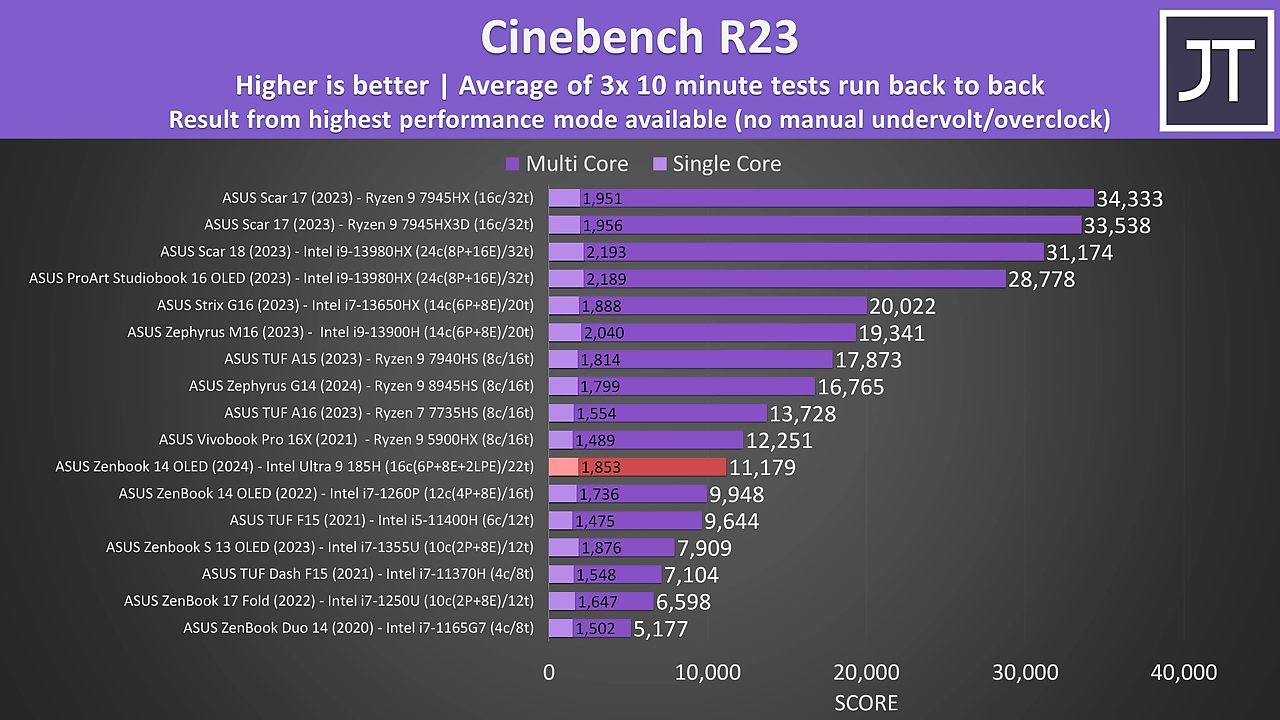 Cinebench R23
JT
Higher is better | Average of 3x 10 minute tests run back to back
Result from highest performance mode available (no manual undervolt/overclock)
Multi Core Single Core
ASUS Scar 17 (2023) - Ryzen 9 7945HX (16c/32t) 1,951 34,333
ASUS Scar 17 (2023) - Ryzen 9 7945HX3D (16c/32t) 1,956 33,538
ASUS Scar 18 (2023) - Intel i9-13980HX (24c(8P+16E)/32t) 2,193 31,174
ASUS ProArt Studiobook 16 OLED (2023) - Intel i9-13980HX (24c(8P+16E)/32t) 2,189 28,778
ASUS Strix G16 (2023) - Intel i7-13650HX (14c(6P+8E)/20t) 1,888 20,022
ASUS Zephyrus M16 (2023) - Intel i9-13900H (14c(6P+8E)/20t) 2,040 19,341
ASUS TUF A15 (2023) - Ryzen 9 7940HS (8c/16t) 1,814 17,873
ASUS Zephyrus G14 (2024) - Ryzen 9 8945HS (8c/16t) 1,799 16,765
ASUS TUF A16 (2023) - Ryzen 7 7735HS (8c/16t) 1,554 13,728
ASUS Vivobook Pro 16X (2021) - Ryzen 9 5900HX (8c/16t) 1,489 12,251
ASUS Zenbook 14 OLED (2024) - Intel Ultra 9 185H (16c(6P+8E+2LPE)/22t) 1,853 11,179
ASUS ZenBook 14 OLED (2022) - Intel i7-1260P (12c(4P+8E)/16t) 1,736 9,948
ASUS TUF F15 (2021) - Intel i5-11400H (6c/12t) 1,475 9,644
ASUS Zenbook S 13 OLED (2023) - Intel i7-1355U (10c(2P+8E)/12t) 1,876 7,909
ASUS TUF Dash F15 (2021) - Intel i7-11370H (4c/8t) 1,548 7,104
ASUS ZenBook 17 Fold (2022) - Intel i7-1250U (10c(2P+8E)/12t) 1,647 6,598
ASUS ZenBook Duo 14 (2020) - Intel i7-1165G7 (4c/8t) 1,502 5,177
0 10,000 20,000 30,000 40,000
SCORE